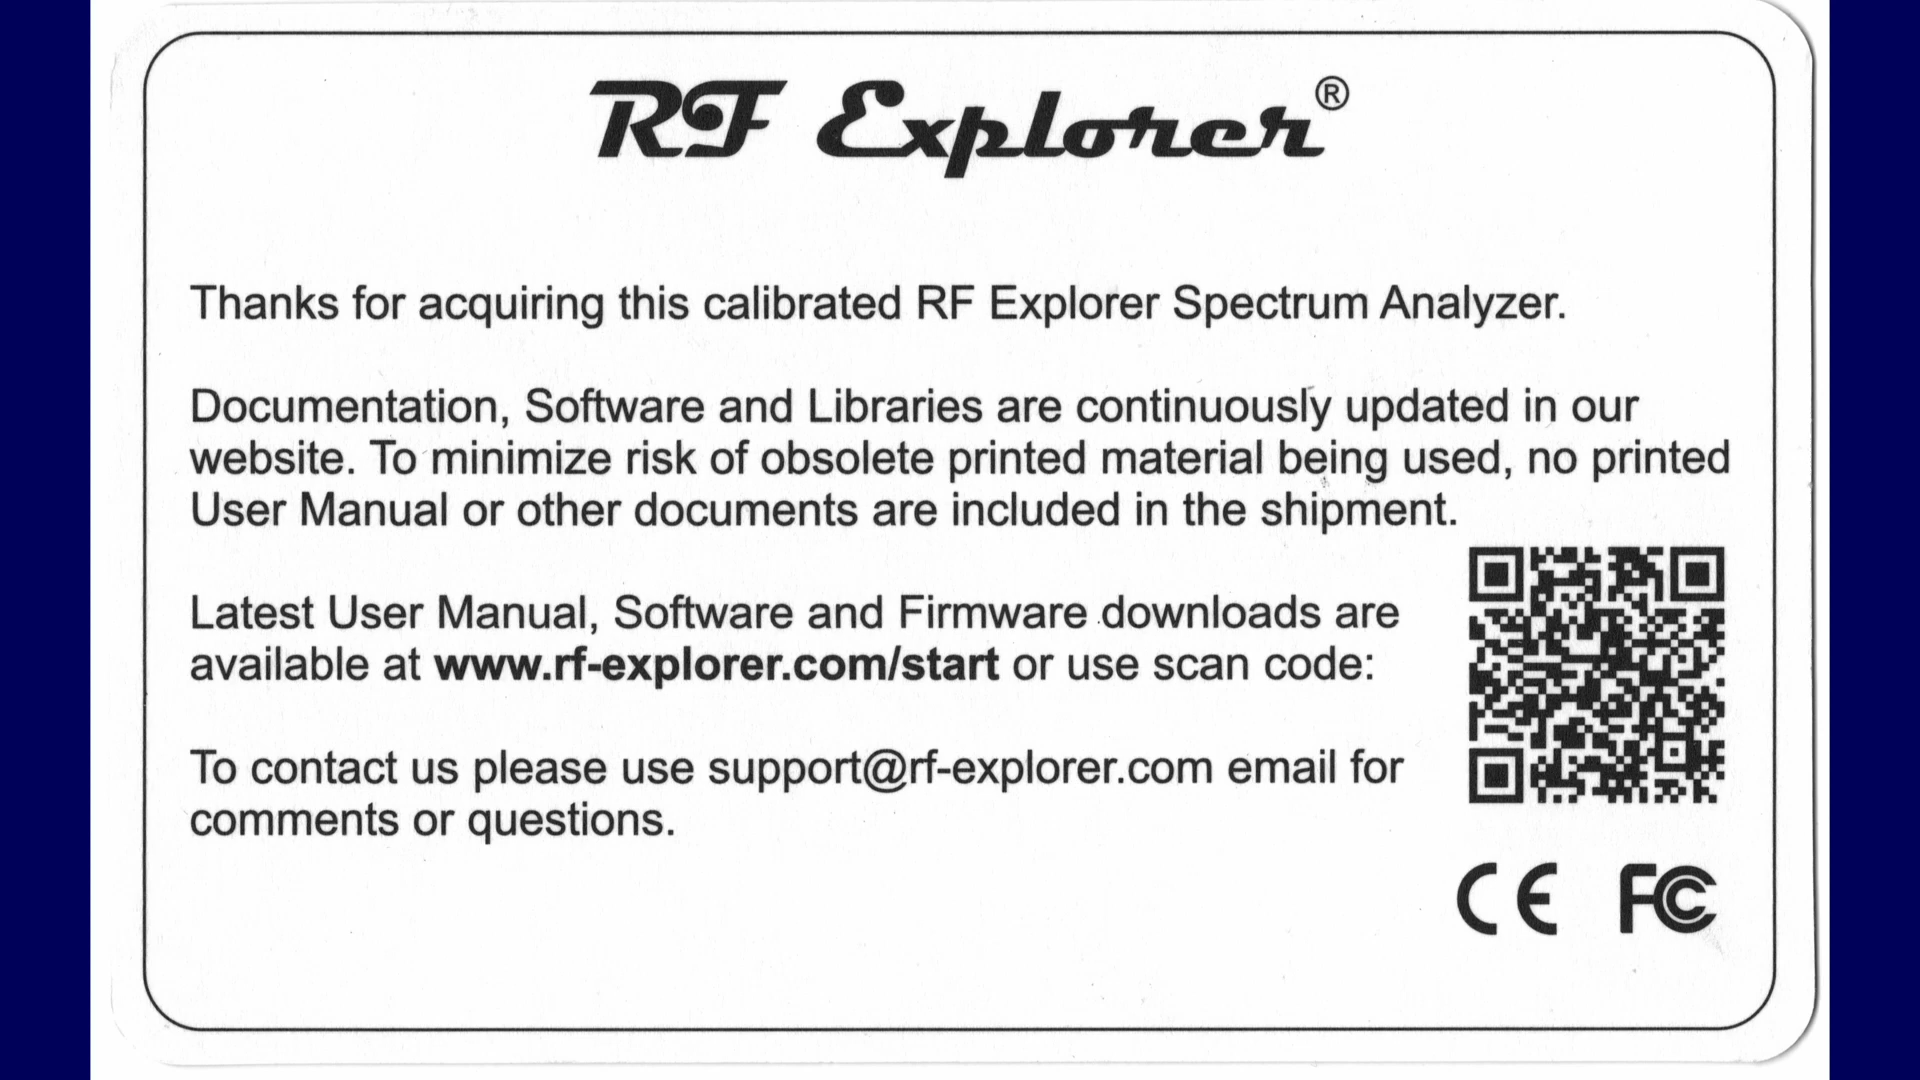 RF Explorer®
Thanks for acquiring this calibrated RF Explorer Spectrum Analyzer.
Documentation, Software and Libraries are continuously updated in our
website. To minimize risk of obsolete printed material being used, no printed
User Manual or other documents are included in the shipment.
Latest User Manual, Software and Firmware downloads are
available at www.rf-explorer.com/start or use scan code:
To contact us please use support@rf-explorer.com email for
comments or questions.
CE FC